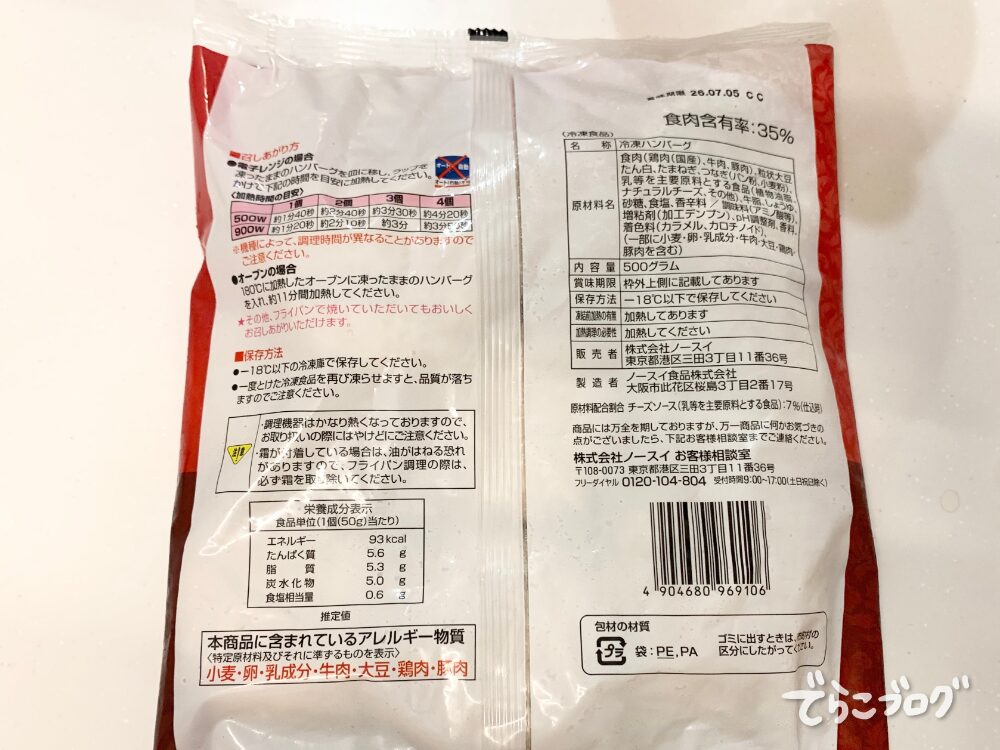 ■召しあがり方
●電子レンジの場合
凍ったままのハンバーグを皿に移し、ラップを
かけて下記の時間を目安に加熱してください。
〈加熱時間の目安〉
1個 2個 3個 4個
500W 約1分40秒 約2分40秒 約3分30秒 約4分20秒
900W 約1分20秒 約2分10秒 約3分 約3分50秒
※機種によって、調理時間が異なることがありますので
ご注意ください。
●オーブンの場合
180℃に加熱したオーブンに凍ったままのハンバーグ
を入れ、約11分間加熱してください。
★その他、フライパンで焼いていただいてもおいしく
お召しあがりいただけます。
■保存方法
●−18℃以下の冷凍庫で保存してください。
●一度とけた冷凍食品を再び凍らせますと、品質が落ち
ますのでご注意ください。
注意
・調理機器はかなり熱くなっておりますので、
お取り扱いの際にはやけどにご注意ください。
・霜が付着している場合は、油がはねる恐れ
がありますので、フライパン調理の際は、
必ず霜を取り除いてください。
栄養成分表示
食品単位(1個(50g)当たり)
エネルギー 93kcal
たんぱく質 5.6 g
脂質 5.3 g
炭水化物 5.0 g
食塩相当量 0.6 g
推定値
本商品に含まれているアレルギー物質
〈特定原材料及びそれに準ずるものを表示〉
小麦・卵・乳成分・牛肉・大豆・鶏肉・豚肉
賞味期限 26.07.05 CC
食肉含有率:35%
(冷凍食品)
名称 冷凍ハンバーグ
原材料名 食肉(鶏肉(国産)、牛肉、豚肉)、粒状大豆
たん白、たまねぎ、つなぎ(パン粉、小麦粉)、
乳等を主要原料とする食品(植物油脂、
ナチュラルチーズ、その他)、牛脂、しょうゆ、
砂糖、食塩、香辛料／調味料(アミノ酸等)、
増粘剤(加工デンプン)、pH調整剤、香料、
着色料(カラメル、カロチノイド)、
(一部に小麦・卵・乳成分・牛肉・大豆・鶏肉・
豚肉を含む)
内容量 500グラム
賞味期限 枠外上側に記載してあります
保存方法 −18℃以下で保存してください
凍結前加熱の有無 加熱してあります
加熱調理の必要性 加熱してください
販売者 株式会社ノースイ
東京都港区三田3丁目11番36号
製造者 ノースイ食品株式会社
大阪市此花区桜島3丁目2番17号
原材料配合割合 チーズソース(乳等を主要原料とする食品):7%(仕込時)
商品には万全を期しておりますが、万一商品に何かお気づきの
点がございましたら、下記お客様相談室までご連絡ください。
株式会社ノースイ お客様相談室
〒108-0073 東京都港区三田3丁目11番36号
フリーダイヤル 0120-104-804 受付時間9:00~17:00(土日祝日除く)
4 904680 969106
包材の材質
プラ 袋:PE,PA
ゴミに出すときは、市町村の
区分にしたがってください。
でらこブログ